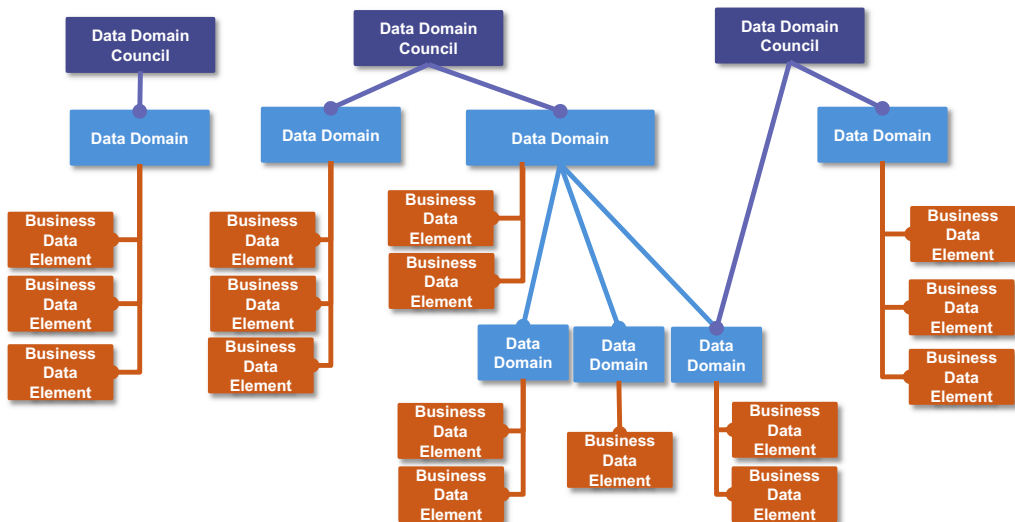 Data Domain
Council
Data Domain
Council
Data Domain
Council
Data Domain
Data Domain
Data Domain
Data Domain
Business
Data
Element
Business
Data
Element
Business
Data
Element
Business
Data
Element
Business
Data
Element
Business
Data
Element
Business
Data
Element
Business
Data
Element
Business
Data
Element
Business
Data
Element
Business
Data
Element
Data
Domain
Data
Domain
Data
Domain
Business
Data
Element
Business
Data
Element
Business
Data
Element
Business
Data
Element
Business
Data
Element
Business
Data
Element